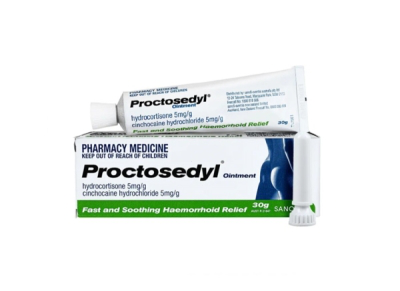 PHARMACY MEDICINE
KEEP OUT OF REACH OF CHILDREN
Proctosedyl®
Ointment
hydrocortisone 5mg/g
cinchocaine hydrochloride 5mg/g
Fast and Soothing Haemorrhoid Relief
30g
PHARMACY MEDICINE
KEEP OUT OF REACH OF CHILDREN
Proctosedyl®
Ointment
hydrocortisone 5mg/g
cinchocaine hydrochloride 5mg/g
Fast and Soothing Haemorrhoid Relief
30g